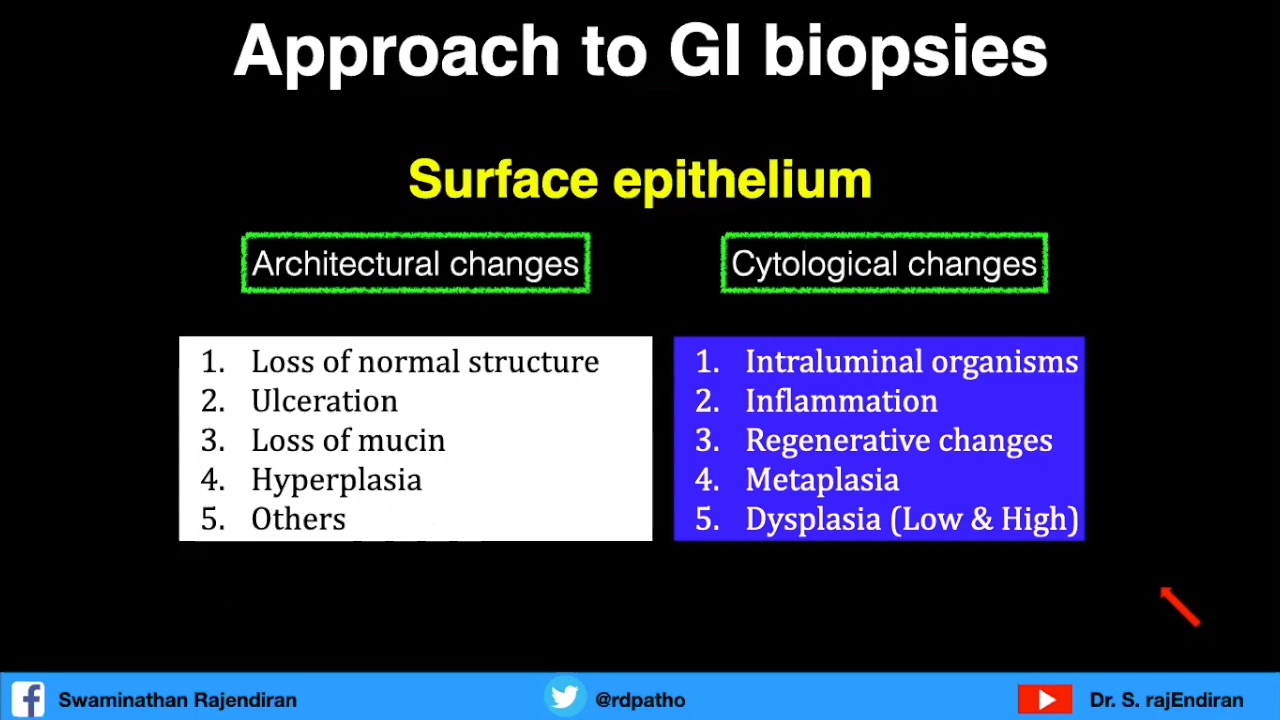 Approach to GI biopsies
Surface epithelium
Architectural changes
Cytological changes
1. Loss of normal structure
2. Ulceration
3. Loss of mucin
4. Hyperplasia
5. Others
1. Intraluminal organisms
2. Inflammation
3. Regenerative changes
4. Metaplasia
5. Dysplasia (Low & High)
Swaminathan Rajendiran
@rdpatho
Dr. S. rajEndiran